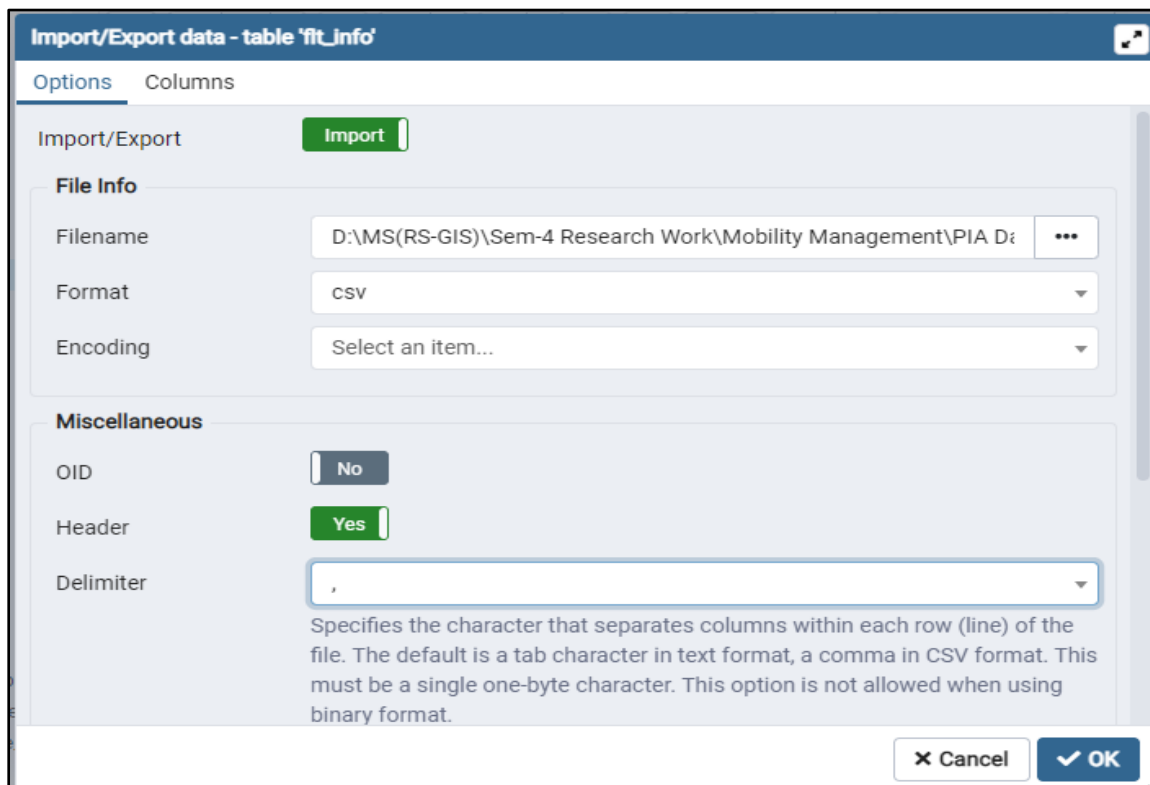 Import/Export data - table 'flt_info'
Options Columns
Import/Export Import
File Info
Filename D:\MS(RS-GIS)\Sem-4 Research Work\Mobility Management\PIA Da
Format csv
Encoding Select an item...
Miscellaneous
OID No
Header Yes
Delimiter ,
Specifies the character that separates columns within each row (line) of the
file. The default is a tab character in text format, a comma in CSV format. This
must be a single one-byte character. This option is not allowed when using
binary format.
Cancel OK